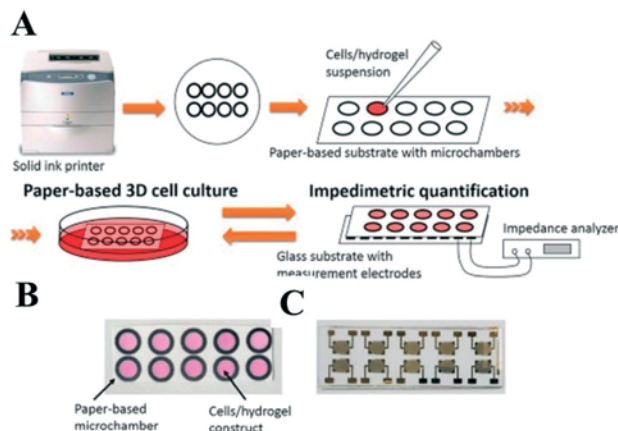 A
Cells/hydrogel
suspension
Solid ink printer
Paper-based substrate with microchambers
Paper-based 3D cell culture
Impedimetric quantification
Impedance analyzer
Glass substrate with
measurement electrodes
B
C
Paper-based
microchamber
Cells/hydrogel
construct